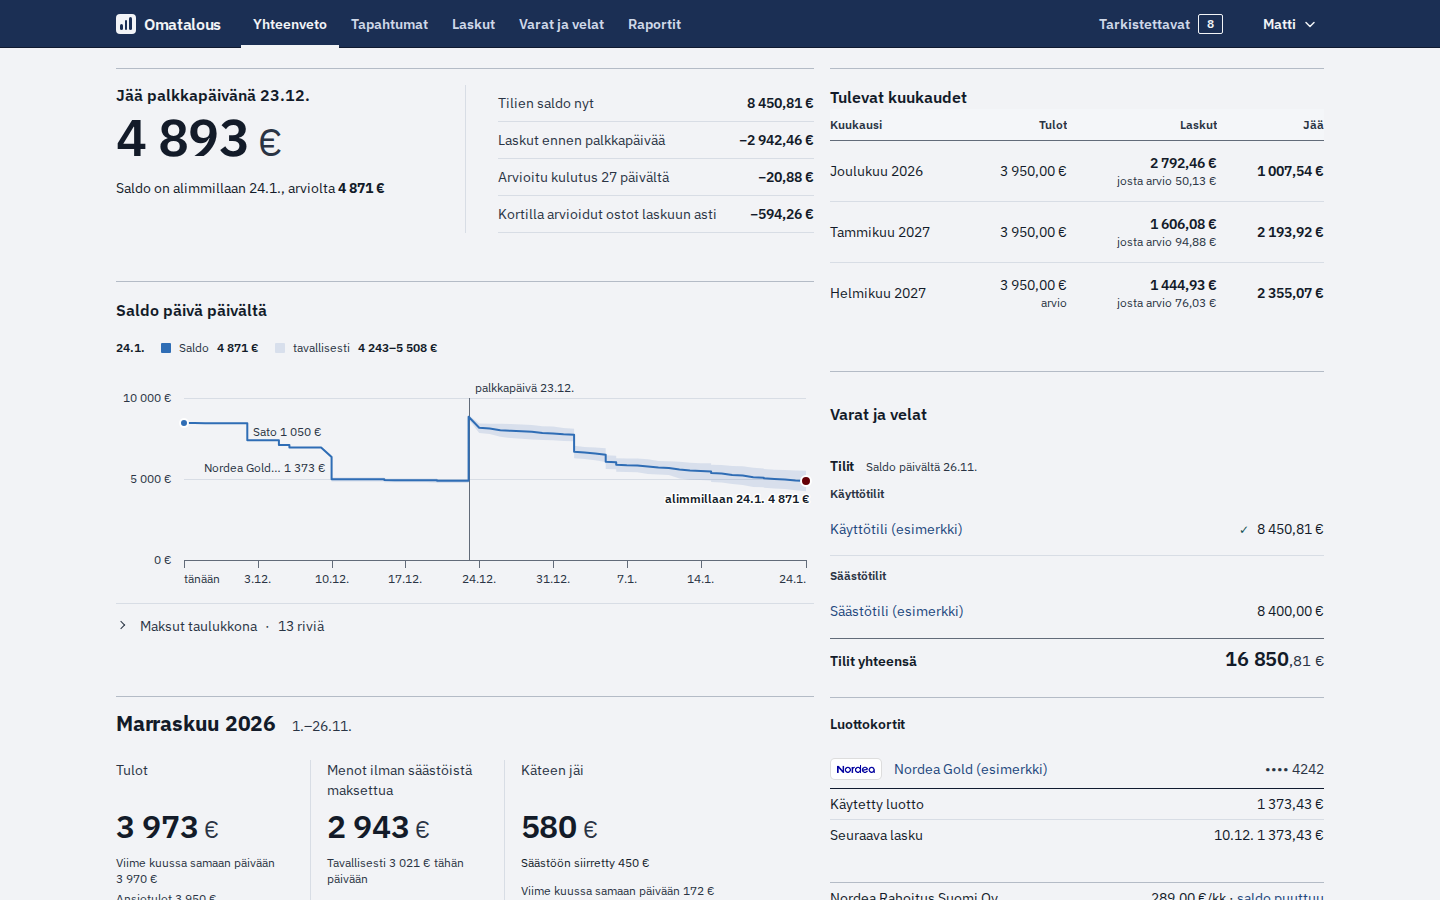 Omatalous
Yhteenveto
Tapahtumat
Laskut
Varat ja velat
Raportit
Tarkistettavat 8
Matti
Jää palkkapäivänä 23.12.
4 893 €
Saldo on alimmillaan 24.1., arviolta 4 871 €
Tilien saldo nyt 8 450,81 €
Laskut ennen palkkapäivää −2 942,46 €
Arvioitu kulutus 27 päivältä −20,88 €
Kortilla arvioidut ostot laskuun asti −594,26 €
Saldo päivä päivältä
24.1. Saldo 4 871 € tavallisesti 4 243–5 508 €
palkkapäivä 23.12.
10 000 €
Sato 1 050 €
Nordea Gold… 1 373 €
5 000 €
alimmillaan 24.1. 4 871 €
0 €
tänään 3.12. 10.12. 17.12. 24.12. 31.12. 7.1. 14.1. 24.1.
Maksut taulukkona · 13 riviä
Marraskuu 2026 1.–26.11.
Tulot
3 973 €
Viime kuussa samaan päivään
3 970 €
Ansiotulot 3 950 €
Menot ilman säästöistä
maksettua
2 943 €
Tavallisesti 3 021 € tähän
päivään
Käteen jäi
580 €
Säästöön siirretty 450 €
Viime kuussa samaan päivään 172 €
Tulevat kuukaudet
Kuukausi Tulot Laskut Jää
Joulukuu 2026 3 950,00 € 2 792,46 € 1 007,54 €
josta arvio 50,13 €
Tammikuu 2027 3 950,00 € 1 606,08 € 2 193,92 €
josta arvio 94,88 €
Helmikuu 2027 3 950,00 € 1 444,93 € 2 355,07 €
arvio josta arvio 76,03 €
Varat ja velat
Tilit Saldo päivältä 26.11.
Käyttötilit
Käyttötili (esimerkki) ✓ 8 450,81 €
Säästötilit
Säästötili (esimerkki) 8 400,00 €
Tilit yhteensä 16 850,81 €
Luottokortit
Nordea Nordea Gold (esimerkki) •••• 4242
Käytetty luotto 1 373,43 €
Seuraava lasku 10.12. 1 373,43 €
Nordea Rahoitus Suomi Oy 289,00 €/kk · saldo puuttuu